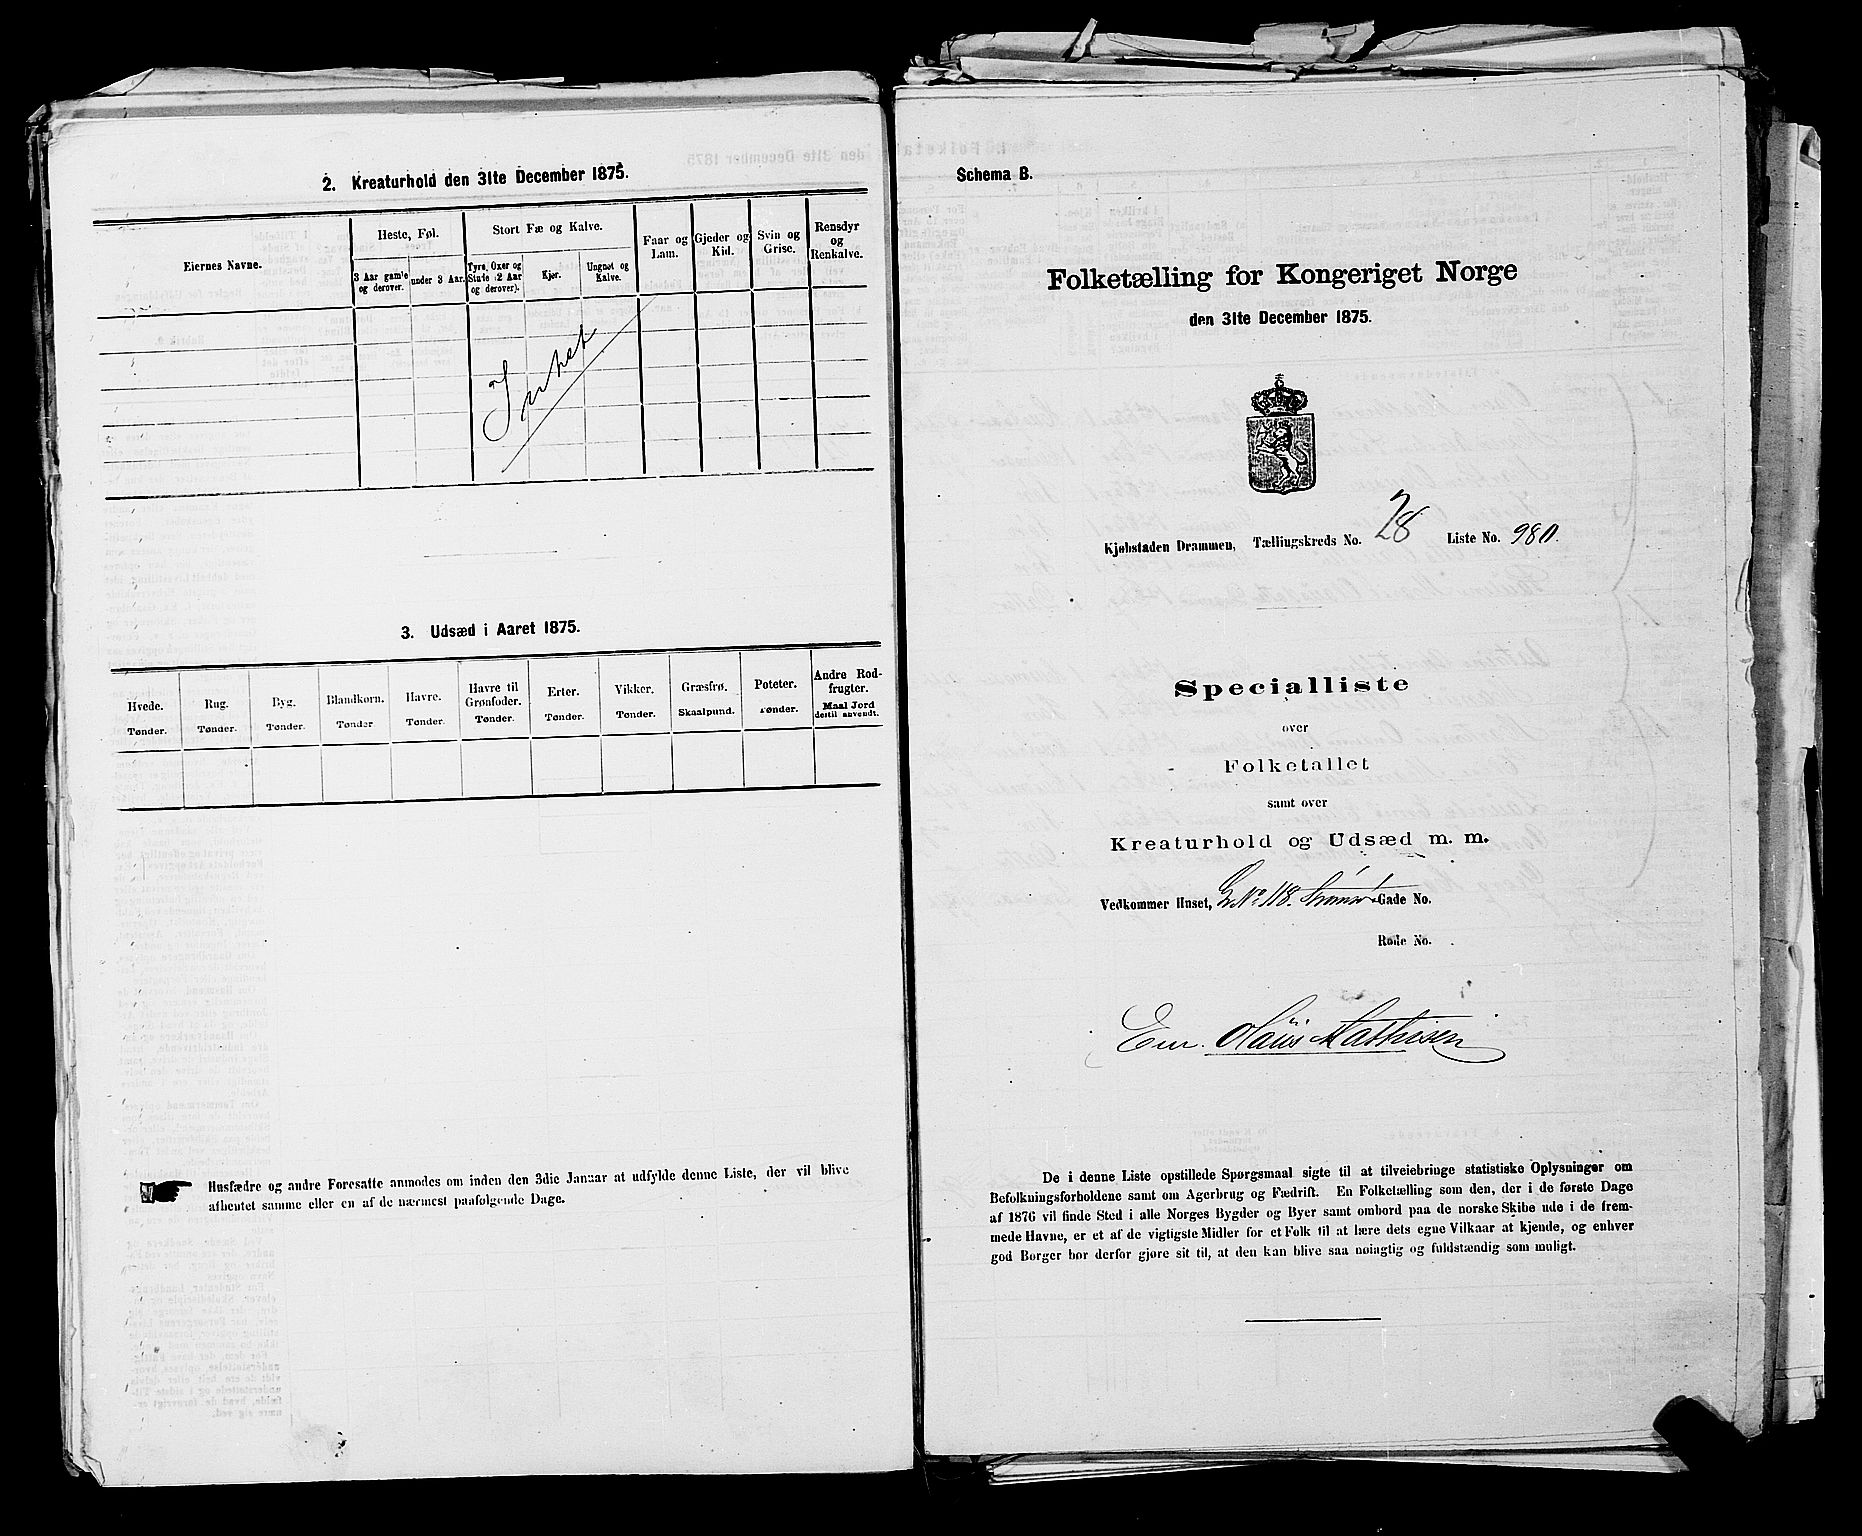 2. Kreaturhold den 31te December 1875.
Eiernes Navne.
Heste, Føl.
Stort Fæ og Kalve.
Faar og Lam.
Gjeder og Kid.
Svin og Grise.
Rensdyr og Renkalve.
3 Aar gamle og derover.
under 3 Aar.
Tyre, Oxer og Stude (2 Aar og derover).
Kjør.
Ungnøt og Kalve.
Intet
3. Udsæd i Aaret 1875.
Hvede. Tønder.
Rug. Tønder.
Byg. Tønder.
Blandkorn. Tønder
Havre. Tønder.
Havre til Grønfoder. Tønder.
Erter. Tønder.
Vikker. Tønder.
Græsfrø. Skaalpund.
Poteter. Tønder.
Andre Rodfrugter. Maal Jord dertil anvendt.
Husfædre og andre Foresatte anmodes om inden den 3die Januar at udfylde denne Liste, der vil blive
afhentet samme eller en af de nærmest paafølgende Dage.
Schema B.
Folketælling for Kongeriget Norge
den 31te December 1875.
Kjøbstaden Drammen, Tællingskreds No. 28 Liste No. 980.
Specialliste
over
Folketallet
samt over
Kreaturhold og Udsæd m. m.
Vedkommer Huset, G. No. 118. Gade No.
Rode No.
Eier. Mathisen
De i denne Liste opstillede Spørgsmaal sigte til at tilveiebringe statistiske Oplysninger om
Befolkningsforholdene samt om Agerbrug og Fædrift. En Folketælling som den, der i de første Dage
af 1876 vil finde Sted i alle Norges Bygder og Byer samt ombord paa de norske Skibe ude i de frem-
mede Havne, er et af de vigtigste Midler for et Folk til at lære dets egne Vilkaar at kjende, og enhver
god Borger bør derfor gjøre sit til, at den kan blive saa nøiagtig og fuldstændig som muligt.